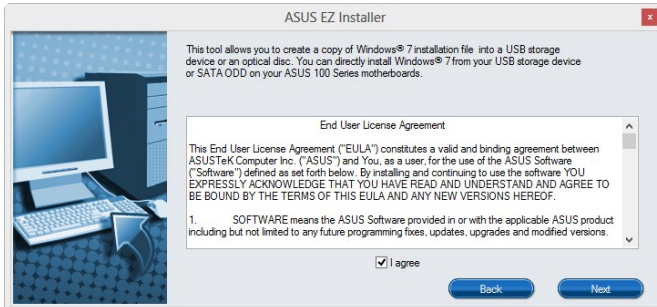 ASUS EZ Installer
x
This tool allows you to create a copy of Windows® 7 installation file into a USB storage
device or an optical disc. You can directly install Windows® 7 from your USB storage device
or SATA ODD on your ASUS 100 Series motherboards.
End User License Agreement
This End User License Agreement ("EULA") constitutes a valid and binding agreement between
ASUSTeK Computer Inc. ("ASUS") and You, as a user, for the use of the ASUS Software
("Software") defined as set forth below. By installing and continuing to use the software YOU
EXPRESSLY ACKNOWLEDGE THAT YOU HAVE READ AND UNDERSTAND AND AGREE TO
BE BOUND BY THE TERMS OF THIS EULA AND ANY NEW VERSIONS HEREOF.
1. SOFTWARE means the ASUS Software provided in or with the applicable ASUS product
including but not limited to any future programming fixes, updates, upgrades and modified versions.
I agree
Back Next